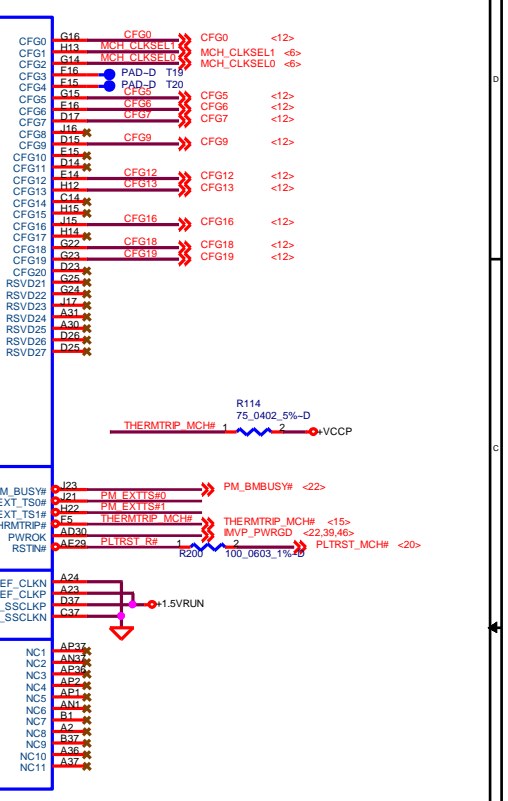 CFG0 G16 CFG0 CFG0 <12>
CFG1 H13 MCH_CLKSEL1 MCH_CLKSEL1 <6>
CFG2 G14 MCH_CLKSEL0 MCH_CLKSEL0 <6>
CFG3 F16 PAD~D T19
CFG4 F15 PAD~D T20
CFG5 G15 CFG5 CFG5 <12>
CFG6 E16 CFG6 CFG6 <12>
CFG7 D17 CFG7 CFG7 <12>
CFG8 J16
CFG9 D15 CFG9 CFG9 <12>
CFG10 E15
CFG11 D14
CFG12 E14 CFG12 CFG12 <12>
CFG13 H12 CFG13 CFG13 <12>
CFG14 C14
CFG15 H15
CFG16 J15 CFG16 CFG16 <12>
CFG17 H14
CFG18 G22 CFG18 CFG18 <12>
CFG19 G23 CFG19 CFG19 <12>
CFG20 D23
RSVD21 G25
RSVD22 G24
RSVD23 J17
RSVD24 A31
RSVD25 A30
RSVD26 D26
RSVD27 D25
D
R114
75_0402_5%~D
THERMTRIP_MCH# 1 2 +VCCP
C
M_BUSY# J23 PM_BMBUSY# <22>
EXT_TS0# J21 PM_EXTTS#0
EXT_TS1# H22 PM_EXTTS#1
HRMTRIP# F5 THERMTRIP_MCH# THERMTRIP_MCH# <15>
PWROK AD30 IMVP_PWRGD <22,39,46>
RSTIN# AE29 PLTRST_R# 1 2 PLTRST_MCH# <20>
R200 100_0603_1%~D
EF_CLKN A24
EF_CLKP A23
_SSCLKP D37 +1.5VRUN
_SSCLKN C37
NC1 AP37
NC2 AN37
NC3 AP36
NC4 AP2
NC5 AP1
NC6 AN1
NC7 B1
NC8 A2
NC9 B37
NC10 A36
NC11 A37